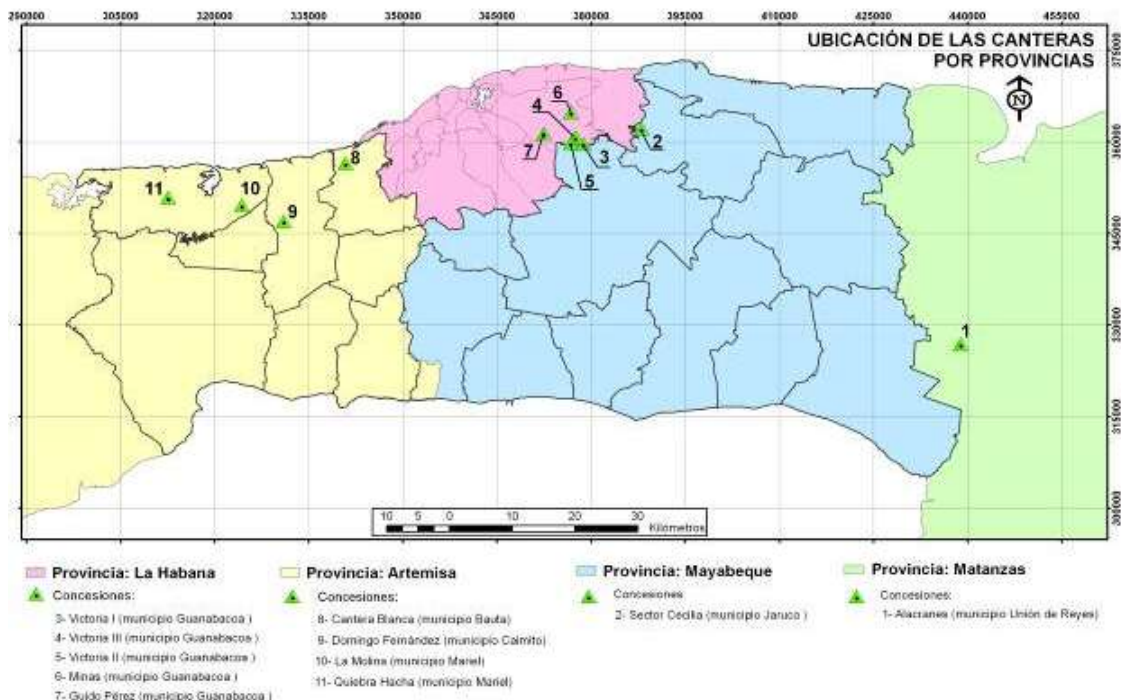 290000 305000 320000 335000 350000 365000 380000 395000 410000 425000 440000 455000
UBICACIÓN DE LAS CANTERAS
POR PROVINCIAS
N
375000
360000
345000
330000
315000
300000
6
4
7
2
3
5
8
11
10
9
1
10 5 0 10 20 30
Kilómetros
Provincia: La Habana
Concesiones:
3- Victoria I (municipio Guanabacoa )
4- Victoria III (municipio Guanabacoa )
5- Victoria II (municipio Guanabacoa )
6- Minas (municipio Guanabacoa )
7- Guido Pérez (municipio Guanabacoa )
Provincia: Artemisa
Concesiones:
8- Cantera Blanca (municipio Bauta)
9- Domingo Fernández (municipio Caimito)
10- La Molina (municipio Mariel)
11- Quiebra Hacha (municipio Mariel)
Provincia: Mayabeque
Concesiones
2- Sector Cecilia (municipio Jaruco )
Provincia: Matanzas
Concesiones:
1- Alacranes (municipio Unión de Reyes)